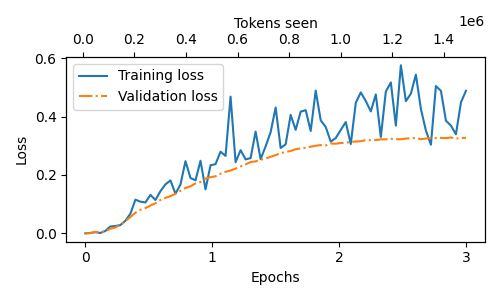 Tokens seen
1e6
0.0 0.2 0.4 0.6 0.8 1.0 1.2 1.4
0.6
0.4
0.2
0.0
Loss
Training loss
Validation loss
0 1 2 3
Epochs